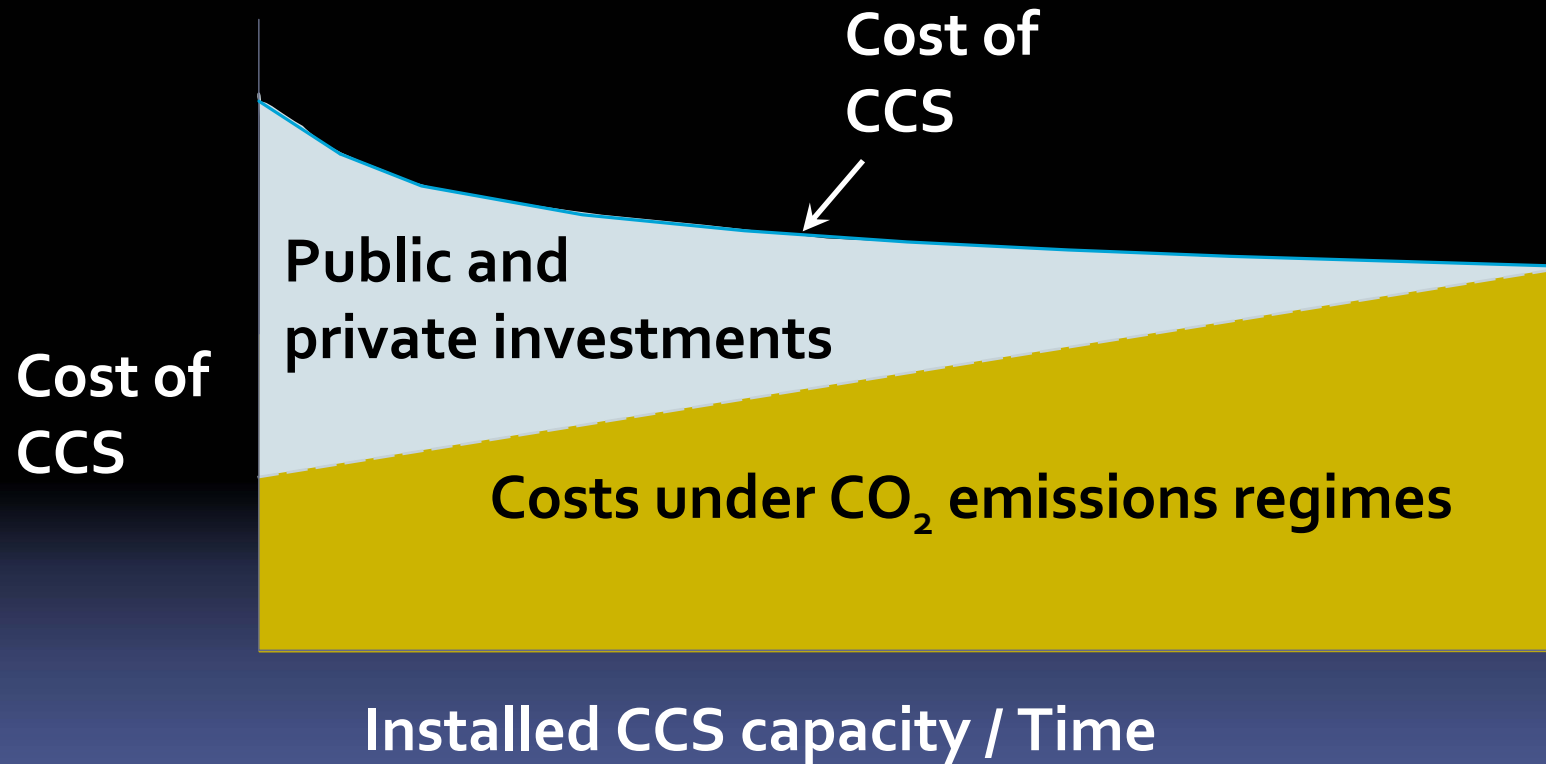 Cost of
CCS
Public and
private investments
Cost of
CCS
Costs under CO₂ emissions regimes
Installed CCS capacity / Time